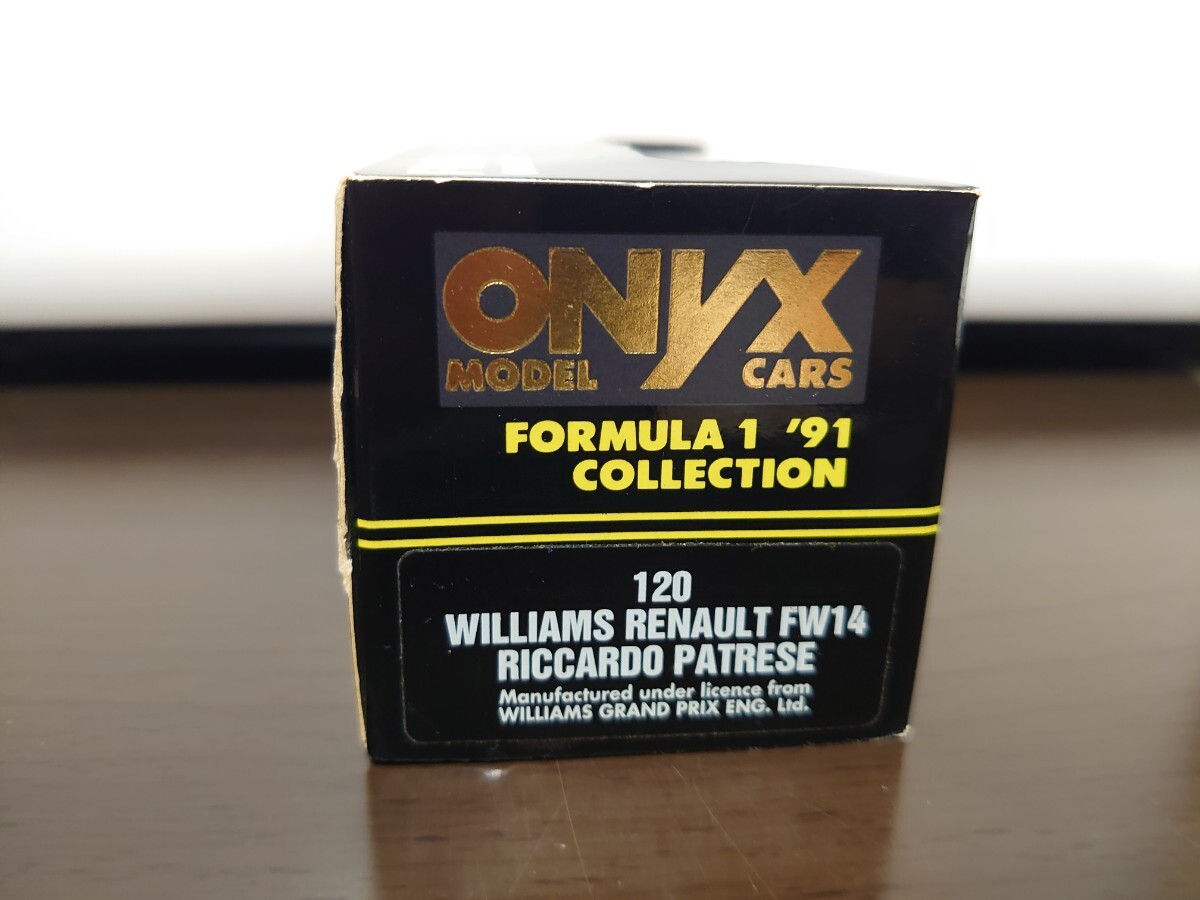 ONYX
MODEL CARS
FORMULA 1 '91
COLLECTION
120
WILLIAMS RENAULT FW14
RICCARDO PATRESE
Manufactured under licence from
WILLIAMS GRAND PRIX ENG. Ltd.